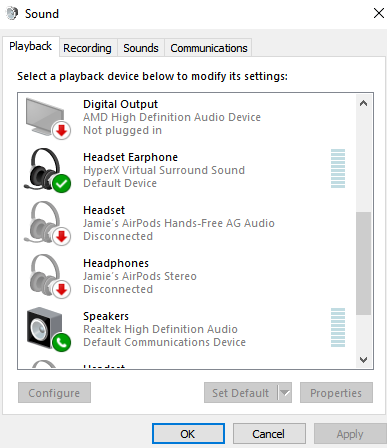 Sound
Playback Recording Sounds Communications
Select a playback device below to modify its settings:
Digital Output
AMD High Definition Audio Device
Not plugged in
Headset Earphone
HyperX Virtual Surround Sound
Default Device
Headset
Jamie's AirPods Hands-Free AG Audio
Disconnected
Headphones
Jamie's AirPods Stereo
Disconnected
Speakers
Realtek High Definition Audio
Default Communications Device
Configure Set Default Properties
OK Cancel Apply